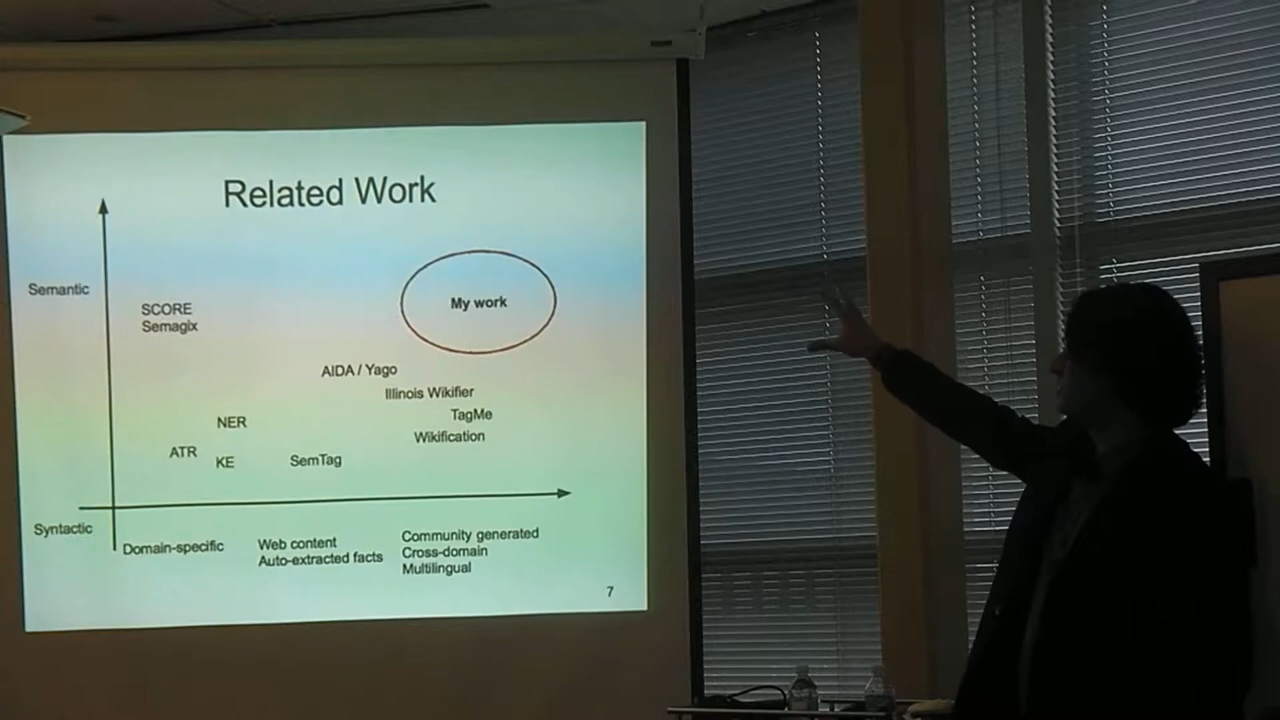 Related Work
Semantic
My work
SCORE
Semagix
AIDA / Yago
Illinois Wikifier
TagMe
NER
Wikification
ATR
KE
SemTag
Syntactic
Domain-specific
Web content
Auto-extracted facts
Community generated
Cross-domain
Multilingual
7